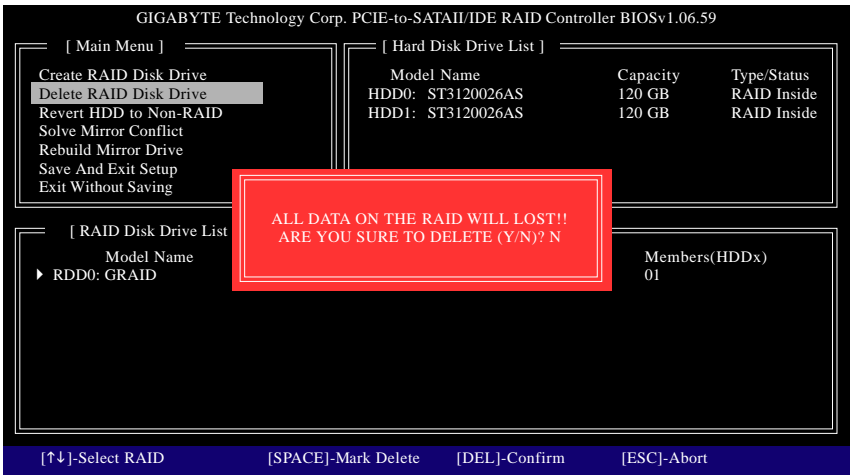 GIGABYTE Technology Corp. PCIE-to-SATAII/IDE RAID Controller BIOSv1.06.59
[ Main Menu ]
Create RAID Disk Drive
Delete RAID Disk Drive
Revert HDD to Non-RAID
Solve Mirror Conflict
Rebuild Mirror Drive
Save And Exit Setup
Exit Without Saving
[ Hard Disk Drive List ]
Model Name Capacity Type/Status
HDD0: ST3120026AS 120 GB RAID Inside
HDD1: ST3120026AS 120 GB RAID Inside
ALL DATA ON THE RAID WILL LOST!!
ARE YOU SURE TO DELETE (Y/N)? N
[ RAID Disk Drive List
Model Name Members(HDDx)
RDD0: GRAID 01
[↑↓]-Select RAID [SPACE]-Mark Delete [DEL]-Confirm [ESC]-Abort